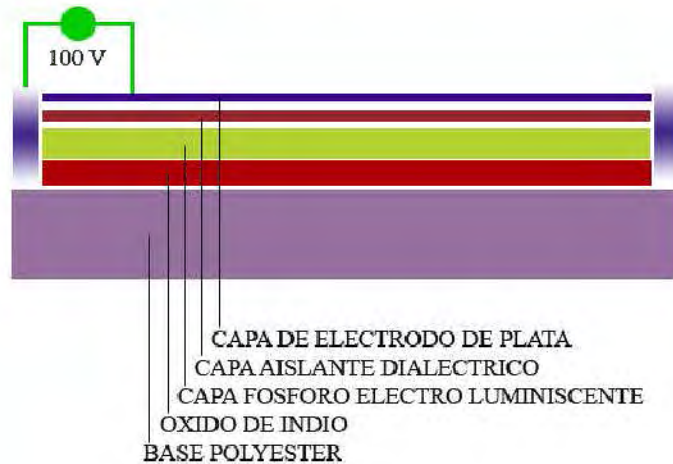 100 V
CAPA DE ELECTRODO DE PLATA
CAPA AISLANTE DIALECTRICO
CAPA FOSFORO ELECTRO LUMINISCENTE
OXIDO DE INDIO
BASE POLYESTER